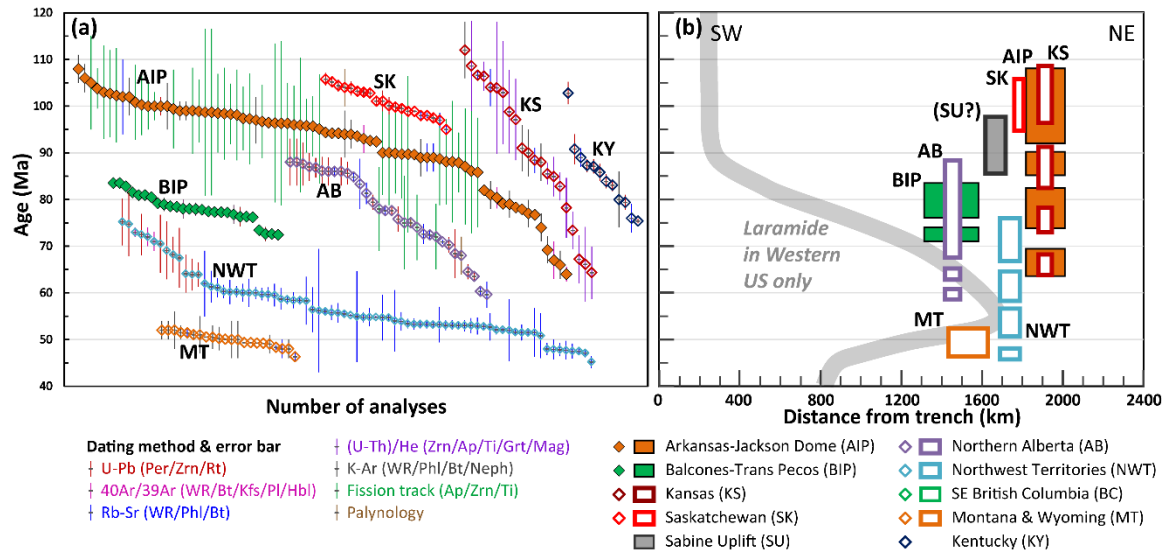 (a)
120
110
100
90
80
70
60
50
40
Age (Ma)
AIP
SK
KS
KY
BIP
AB
NWT
MT
Number of analyses
(b)
SW
NE
KS
AIP
SK
(SU?)
AB
BIP
Laramide
in Western
US only
MT
NWT
0
400
800
1200
1600
2000
2400
Distance from trench (km)
Dating method & error bar
U-Pb (Per/Zrn/Rt)
40Ar/39Ar (WR/Bt/Kfs/Pl/Hbl)
Rb-Sr (WR/Phl/Bt)
(U-Th)/He (Zrn/Ap/Ti/Grt/Mag)
K-Ar (WR/Phl/Bt/Neph)
Fission track (Ap/Zrn/Ti)
Palynology
Arkansas-Jackson Dome (AIP)
Balcones-Trans Pecos (BIP)
Kansas (KS)
Saskatchewan (SK)
Sabine Uplift (SU)
Northern Alberta (AB)
Northwest Territories (NWT)
SE British Columbia (BC)
Montana & Wyoming (MT)
Kentucky (KY)